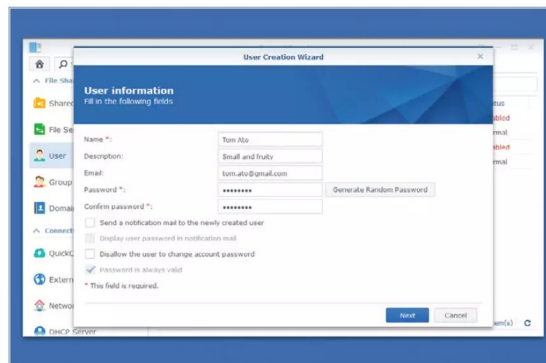 User Creation Wizard
File Sha
User information
Fill in the following fields
Shared
File Se
User
Group
Domai
Connect
QuickC
Extern
Netwo
DHCP Server
Name *:
Tom Ato
Description:
Small and fruity
Email:
tom.ato@gmail.com
Password *:
Generate Random Password
Confirm password *:
Send a notification mail to the newly created user
Display user password in notification mail
Disallow the user to change account password
Password is always valid
* This field is required.
Next
Cancel
tus
abled
rmal
abled
rmal
em(s)